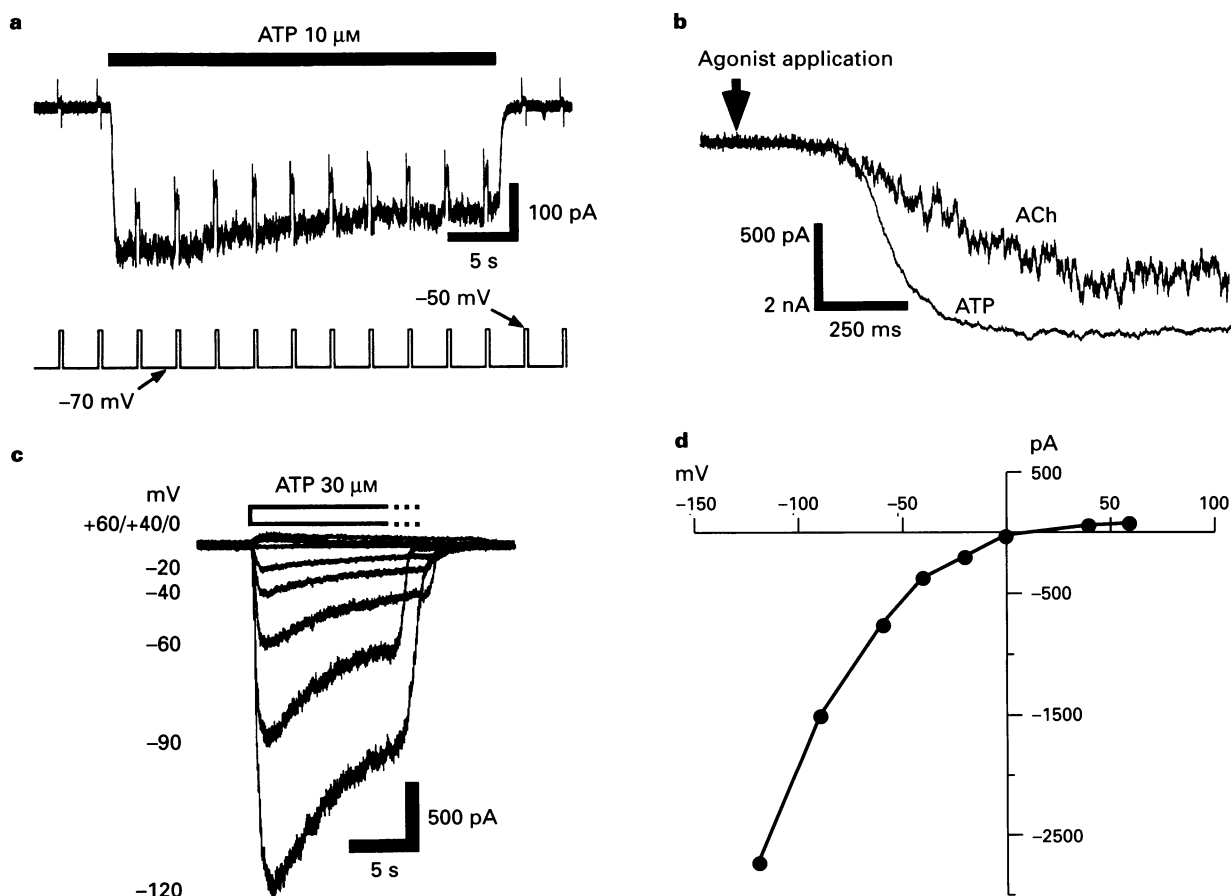 a
ATP 10 μM
100 pA
5 s
–50 mV
–70 mV
b
Agonist application
ACh
500 pA
ATP
2 nA
250 ms
c
mV
ATP 30 μM
+60/+40/0
–20
–40
–60
–90
–120
500 pA
5 s
d
pA
mV
500
–150
–100
–50
50
100
–500
–1500
–2500